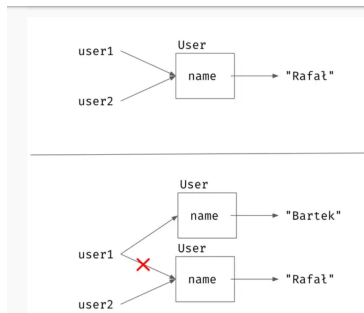 User
user1
name
"Rafał"
user2
User
name
"Bartek"
User
user1
name
"Rafał"
user2